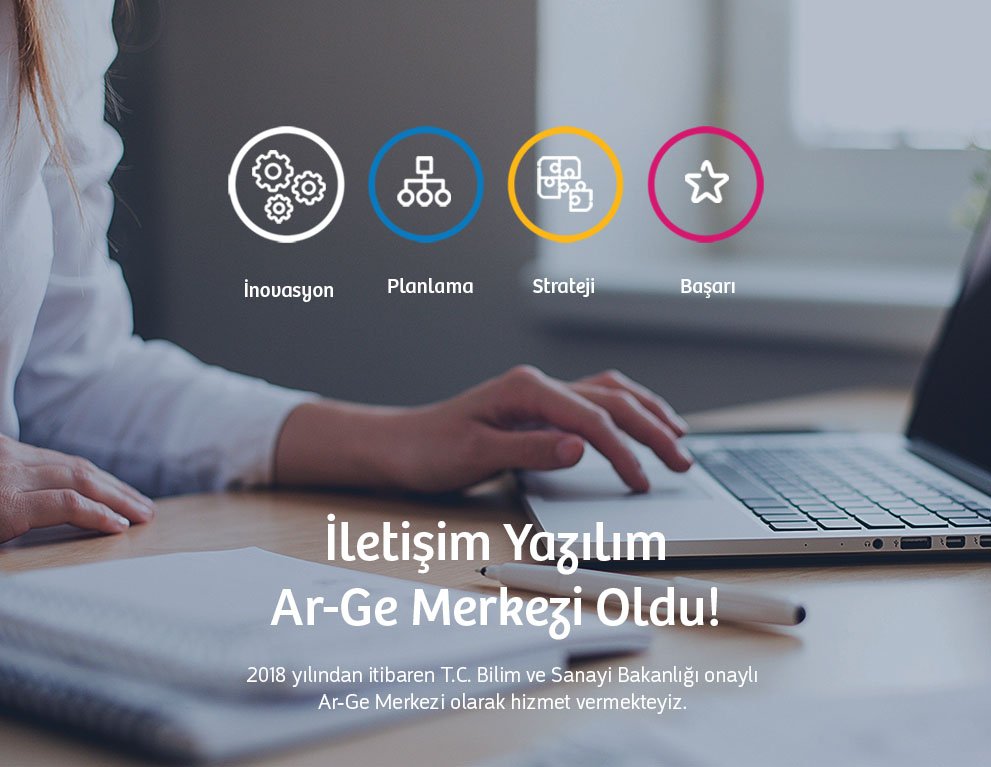 İnovasyon
Planlama
Strateji
Başarı
İletişim Yazılım
Ar-Ge Merkezi Oldu!
2018 yılından itibaren T.C. Bilim ve Sanayi Bakanlığı onaylı
Ar-Ge Merkezi olarak hizmet vermekteyiz.